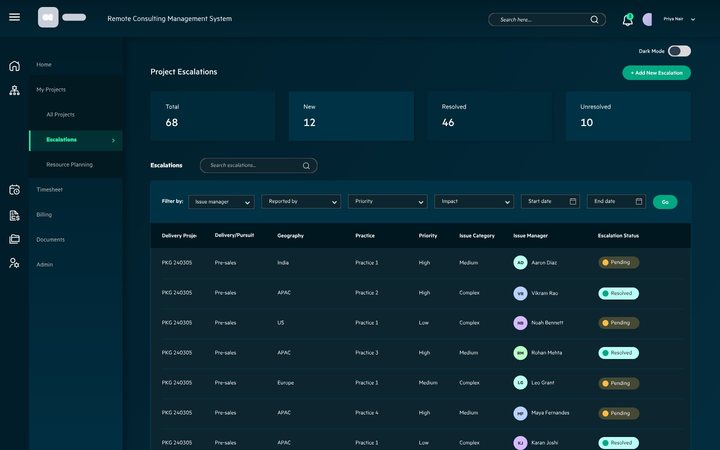 Remote Consulting Management System
Search here...
Priya Nair
Dark Mode
Home
My Projects
All Projects
Escalations
Resource Planning
Timesheet
Billing
Documents
Admin
Project Escalations
+ Add New Escalation
Total
68
New
12
Resolved
46
Unresolved
10
Escalations
Search escalations...
Filter by: Issue manager Reported by Priority Impact Start date End date Go
Delivery Proje Delivery/Pursuit Geography Practice Priority Issue Category Issue Manager Escalation Status
PKG 240305 Pre-sales India Practice 1 High Medium AD Aaron Diaz Pending
PKG 240305 Pre-sales APAC Practice 2 High Complex VR Vikram Rao Resolved
PKG 240305 Pre-sales US Practice 1 Low Complex NB Noah Bennett Pending
PKG 240305 Pre-sales APAC Practice 3 High Medium RM Rohan Mehta Resolved
PKG 240305 Pre-sales Europe Practice 1 Medium Complex LG Leo Grant Pending
PKG 240305 Pre-sales APAC Practice 4 High Medium MF Maya Fernandes Pending
PKG 240305 Pre-sales APAC Practice 1 Low Complex KJ Karan Joshi Resolved